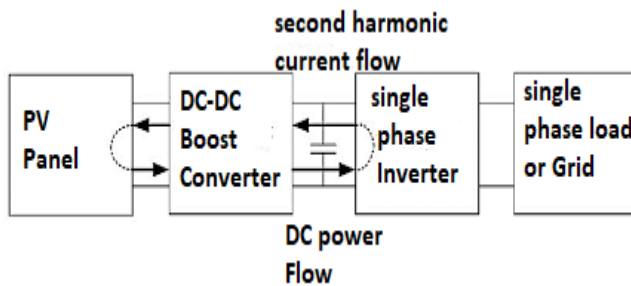 second harmonic
current flow
PV
Panel
DC-DC
Boost
Converter
single
phase
Inverter
single
phase load
or Grid
DC power
Flow